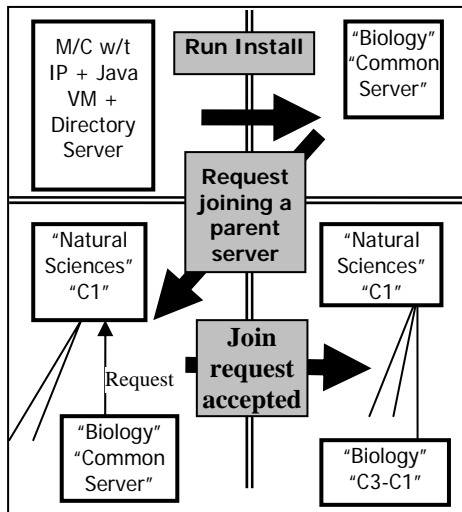 M/C w/t
IP + Java
VM +
Directory
Server
Run Install
“Biology”
“Common
Server”
Request
joining a
parent
server
“Natural
Sciences”
“C1”
Request
“Biology”
“Common
Server”
Join
request
accepted
“Natural
Sciences”
“C1”
“Biology”
“C3-C1”